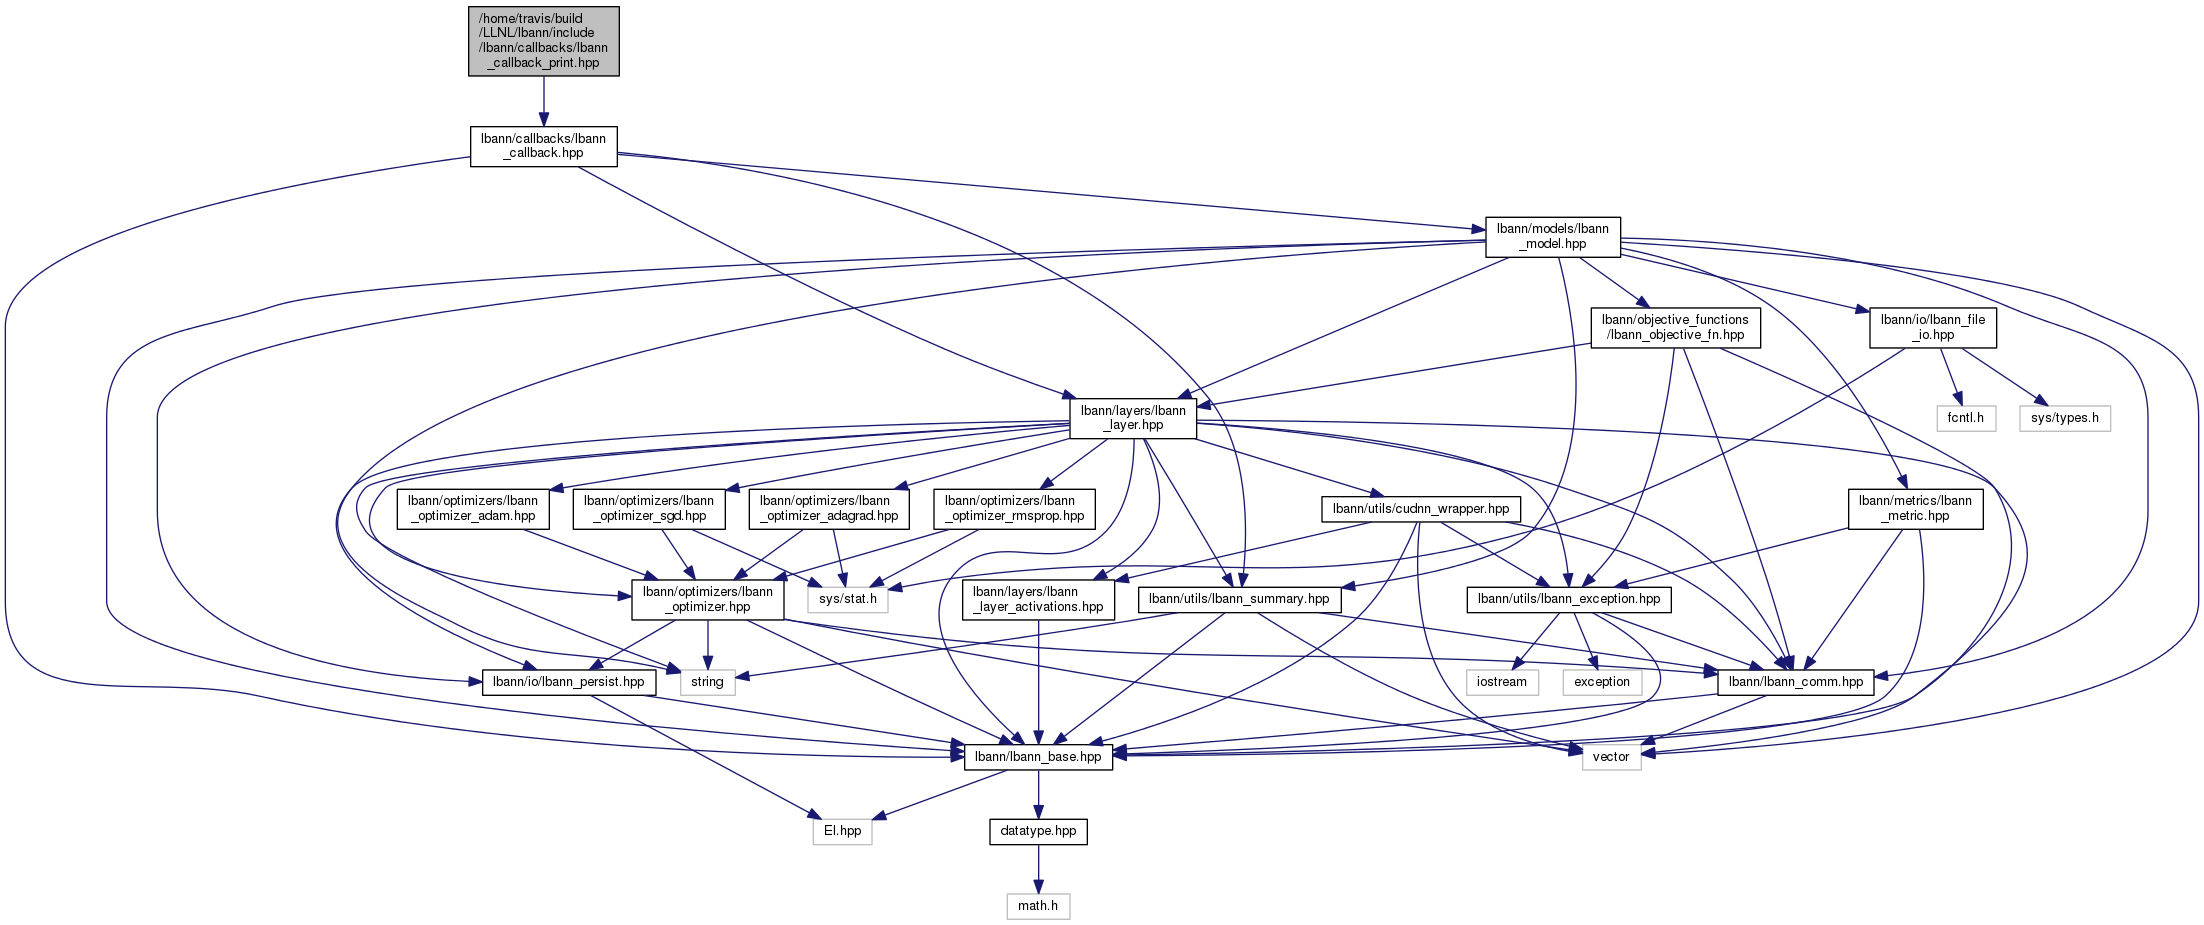 /home/travis/build
/LLNL/lbann/include
/lbann/callbacks/lbann
_callback_print.hpp
lbann/callbacks/lbann
_callback.hpp
lbann/models/lbann
_model.hpp
lbann/objective_functions
/lbann_objective_fn.hpp
lbann/io/lbann_file
_io.hpp
lbann/layers/lbann
_layer.hpp
fcntl.h
sys/types.h
lbann/optimizers/lbann
_optimizer_adam.hpp
lbann/optimizers/lbann
_optimizer_sgd.hpp
lbann/optimizers/lbann
_optimizer_adagrad.hpp
lbann/optimizers/lbann
_optimizer_rmsprop.hpp
lbann/utils/cudnn_wrapper.hpp
lbann/metrics/lbann
_metric.hpp
lbann/optimizers/lbann
_optimizer.hpp
sys/stat.h
lbann/layers/lbann
_layer_activations.hpp
lbann/utils/lbann_summary.hpp
lbann/utils/lbann_exception.hpp
lbann/io/lbann_persist.hpp
string
iostream
exception
lbann/lbann_comm.hpp
lbann/lbann_base.hpp
vector
El.hpp
datatype.hpp
math.h